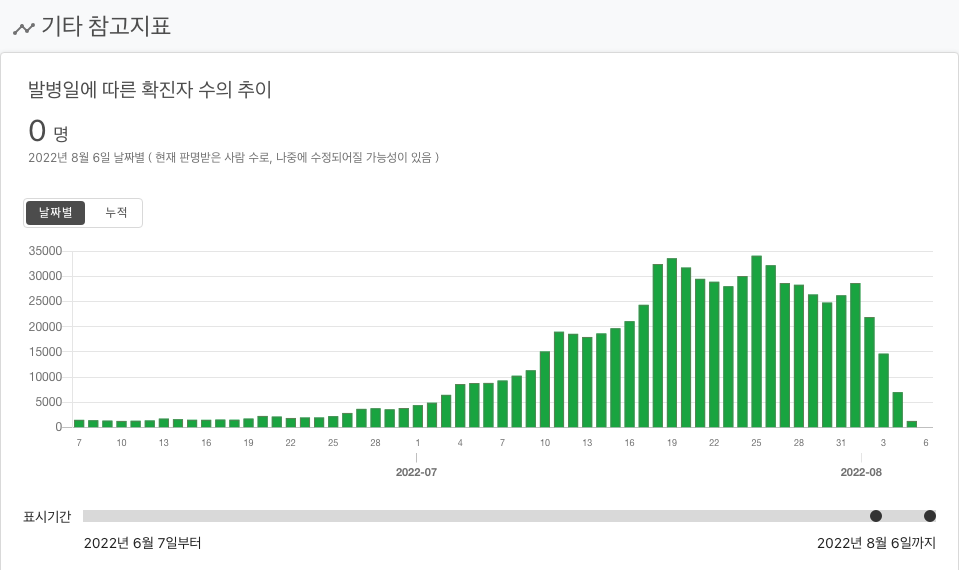 기타 참고지표
발병일에 따른 확진자 수의 추이
0 명
2022년 8월 6일 날짜별 ( 현재 판명받은 사람 수로, 나중에 수정되어질 가능성이 있음 )
날짜별 누적
35000
30000
25000
20000
15000
10000
5000
0
7 10 13 16 19 22 25 28 1 4 7 10 13 16 19 22 25 28 31 3 6
2022-07 2022-08
표시기간
2022년 6월 7일부터 2022년 8월 6일까지